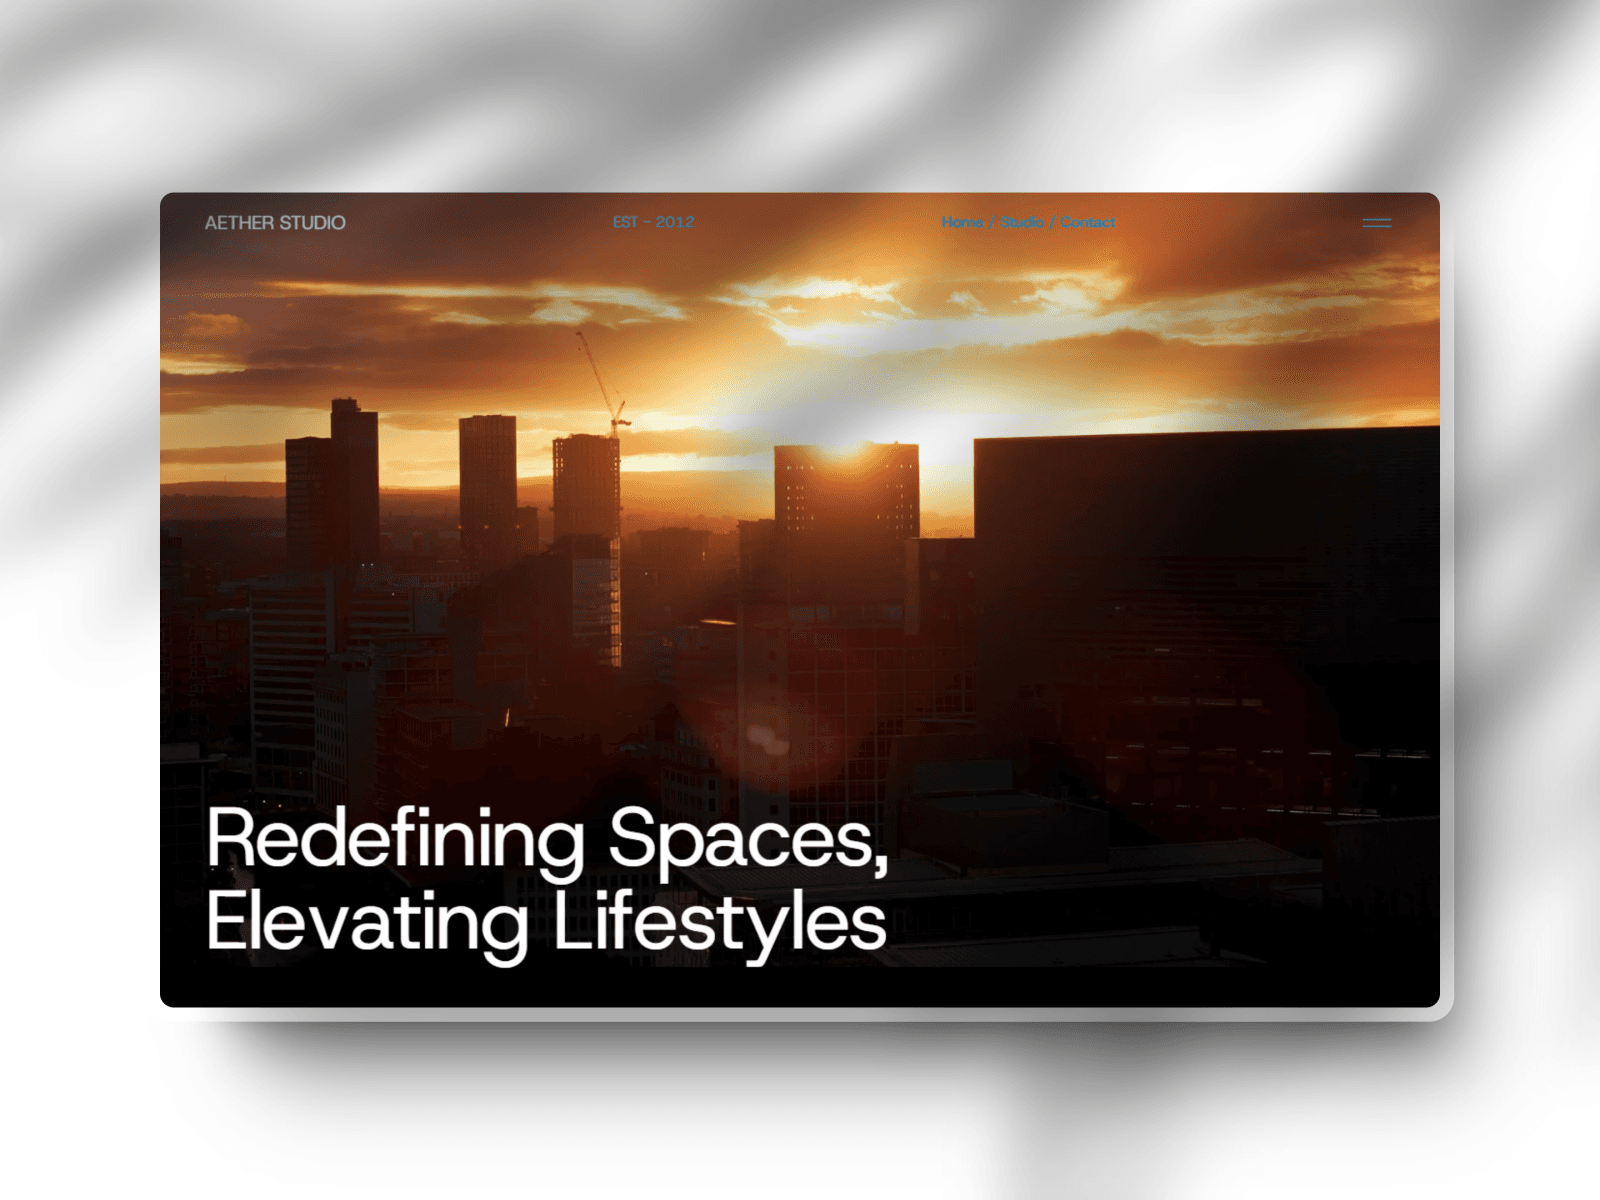 AETHER STUDIO
EST – 2012
Home / Studio / Contact
Redefining Spaces,
Elevating Lifestyles